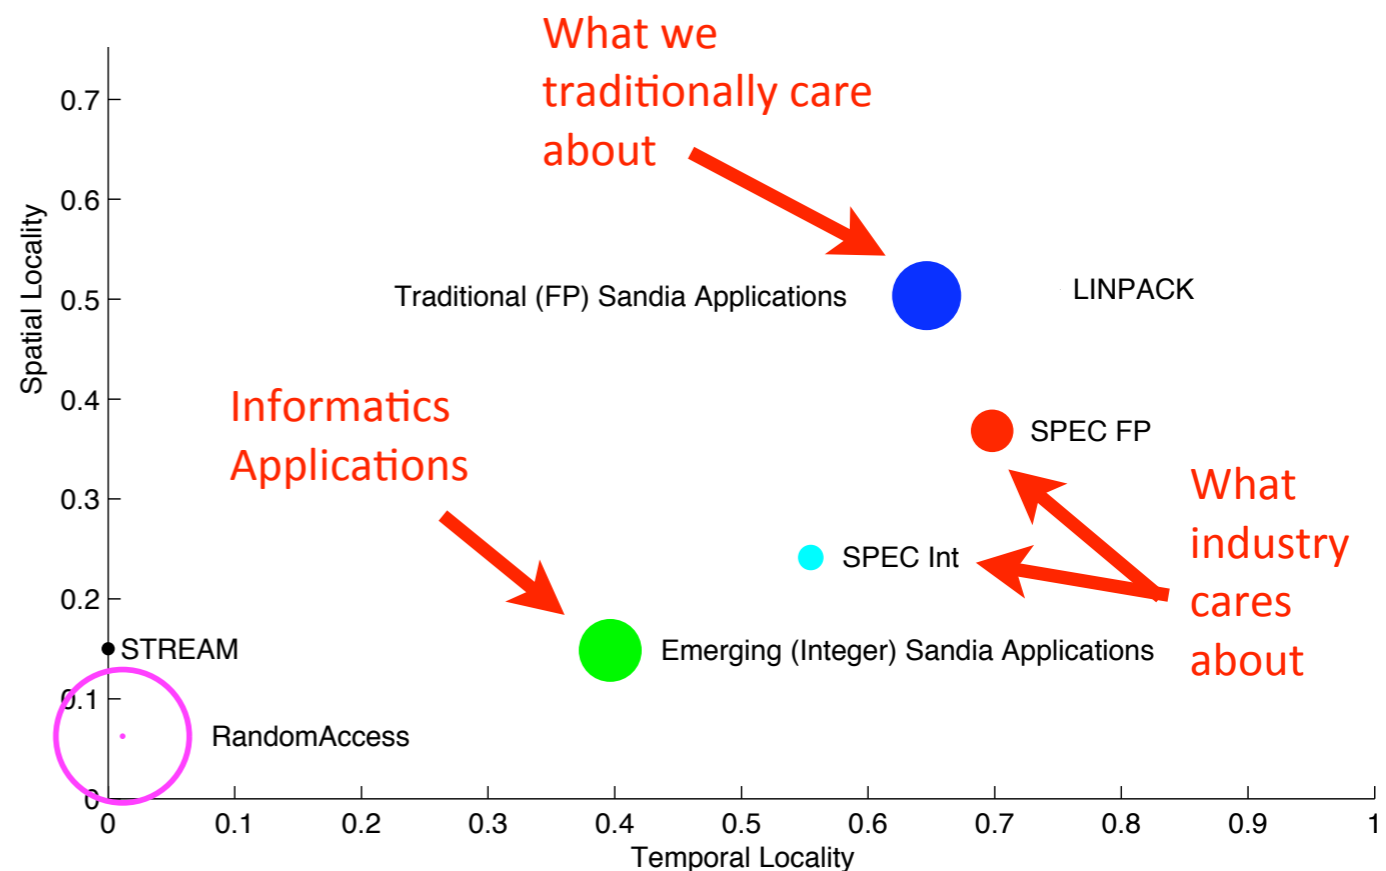 What we
traditionally care
about
0.7
0.6
0.5
0.4
0.3
0.2
0.1
0
Spatial Locality
Traditional (FP) Sandia Applications
LINPACK
Informatics
Applications
SPEC FP
What
industry
cares
about
SPEC Int
STREAM
Emerging (Integer) Sandia Applications
RandomAccess
0 0.1 0.2 0.3 0.4 0.5 0.6 0.7 0.8 0.9 1
Temporal Locality